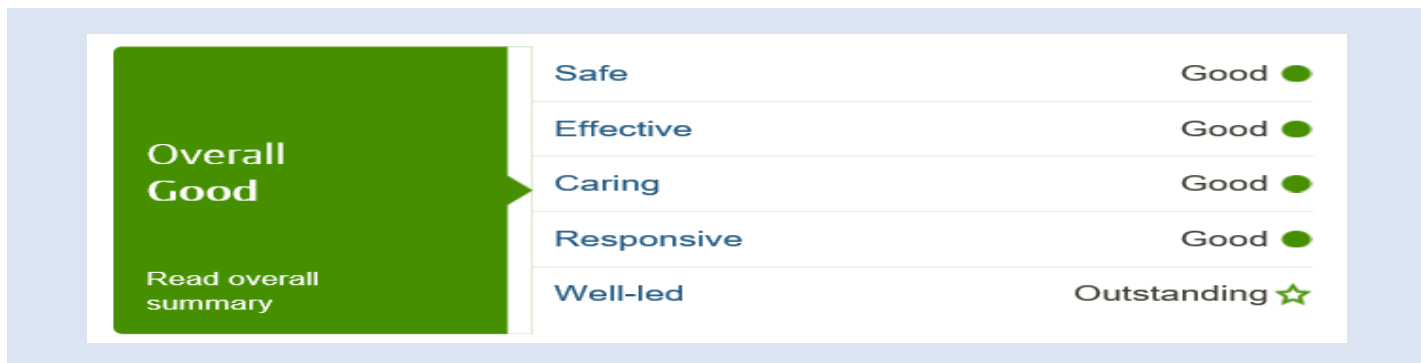 Overall
Good
Read overall
summary
Safe Good
Effective Good
Caring Good
Responsive Good
Well-led Outstanding